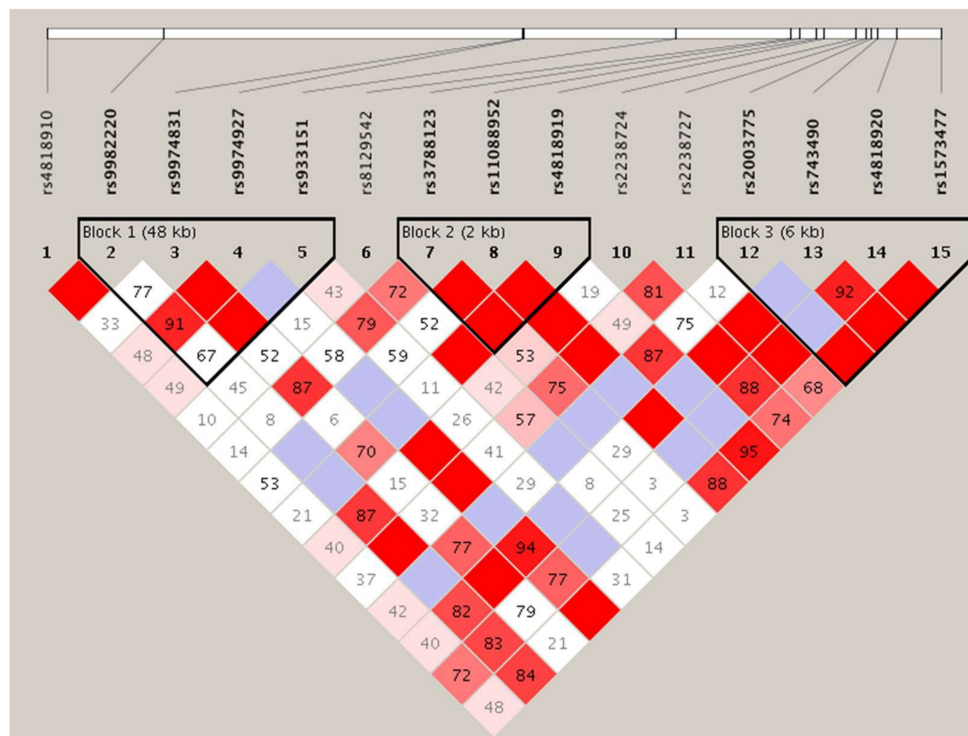 rs4818910
rs9982220
rs9974831
rs9974927
rs933151
rs8129542
rs3788123
rs11088952
rs4818919
rs2238724
rs2238727
rs2003775
rs743490
rs4818920
rs1573477
Block 1 (48 kb) Block 2 (2 kb) Block 3 (6 kb)
1 2 3 4 5 6 7 8 9 10 11 12 13 14 15
77 43 72 19 81 12 92
33 91 15 79 52 49 75
48 67 52 58 59 53 87
49 45 87 11 42 75 88 68
10 8 6 26 57 74
14 70 41 29 95
53 15 29 8 3 88
21 87 32 25 3
40 77 94 14
37 77 31
42 82 79
40 83 21
72 84
48